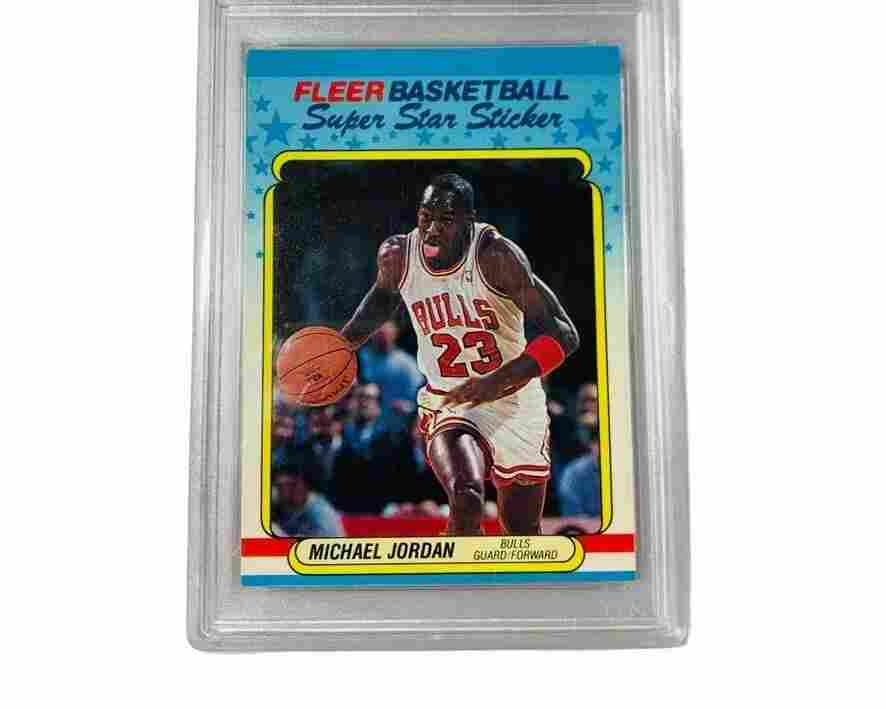 FLEER BASKETBALL
Super Star Sticker
BULLS
23
MICHAEL JORDAN
BULLS
GUARD/FORWARD